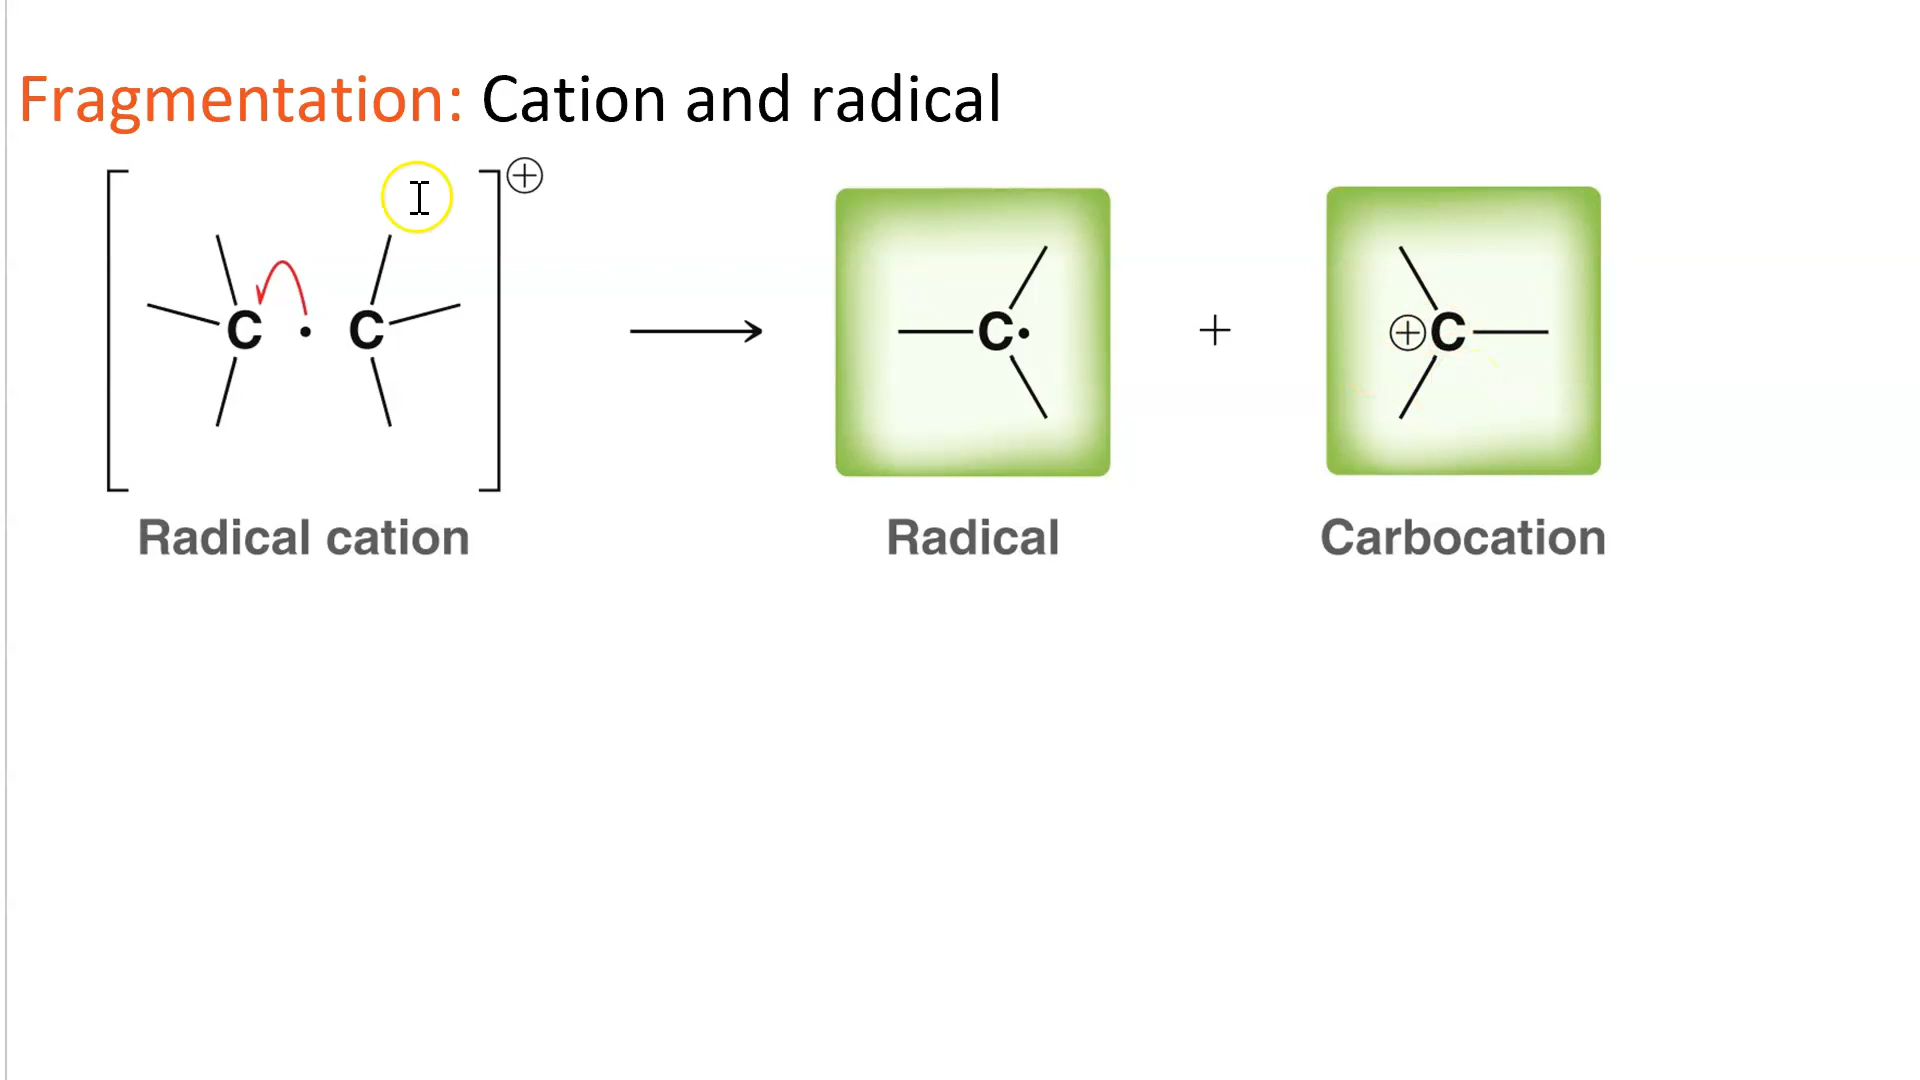 Fragmentation: Cation and radical
[C · C]⊕ ⟶ C· + ⊕C
Radical cation Radical Carbocation